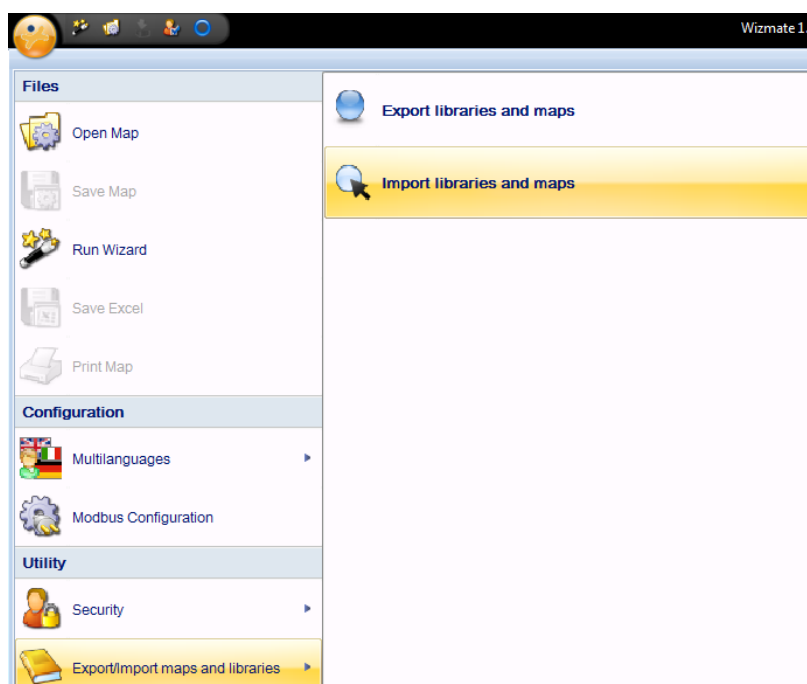 Wizmate 1.
Files
Open Map
Save Map
Run Wizard
Save Excel
Print Map
Configuration
Multilanguages
Modbus Configuration
Utility
Security
Export/Import maps and libraries
Export libraries and maps
Import libraries and maps